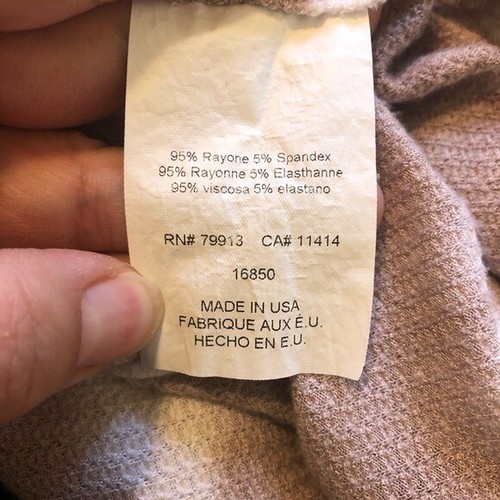 95% Rayone 5% Spandex
95% Rayonne 5% Elasthanne
95% viscosa 5% elastano
RN# 79913 CA# 11414
16850
MADE IN USA
FABRIQUE AUX É.U.
HECHO EN E.U.